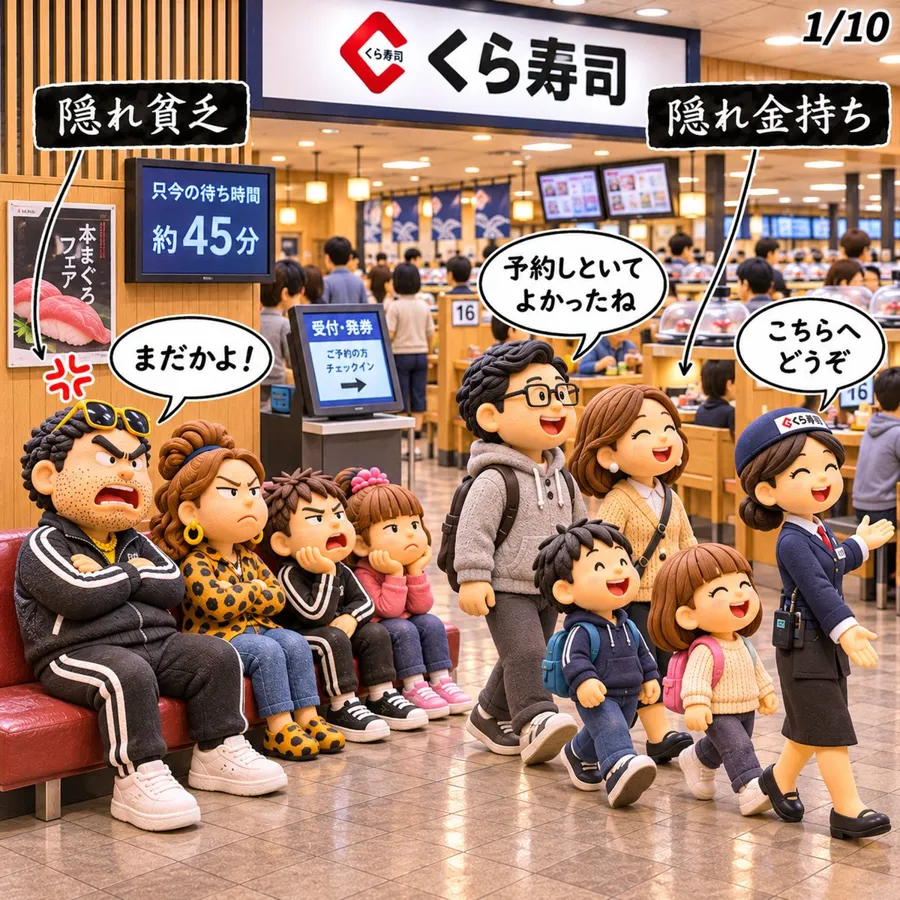 1/10
くら寿司
くら寿司
隠れ貧乏
隠れ金持ち
只今の待ち時間
約45分
本まぐろ
フェア
受付・発券
ご予約の方
チェックイン
→
まだかよ！
予約しといて
よかったね
こちらへ
どうぞ
16
16
くら寿司